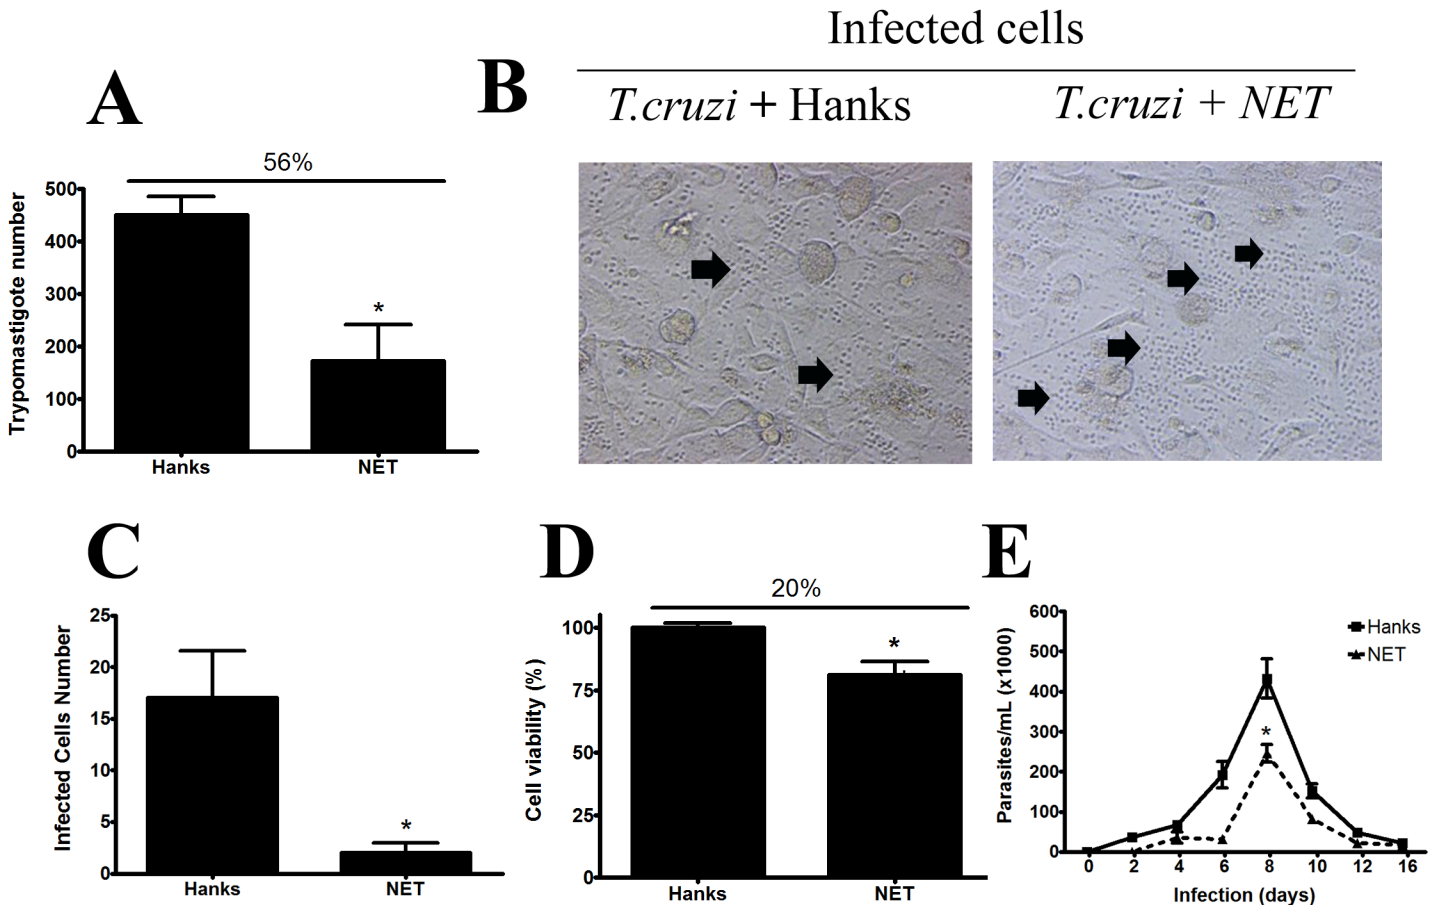 Infected cells
A
B
T.cruzi + Hanks
T.cruzi + NET
56%
Trypomastigote number
500
400
300
200
100
0
*
Hanks
NET
C
Infected Cells Number
25
20
15
10
5
0
*
Hanks
NET
D
20%
Cell viability (%)
100
75
50
25
0
*
Hanks
NET
E
Parasites/mL (x1000)
600
500
400
300
200
100
0
Hanks
NET
*
0 2 4 6 8 10 12 16
Infection (days)